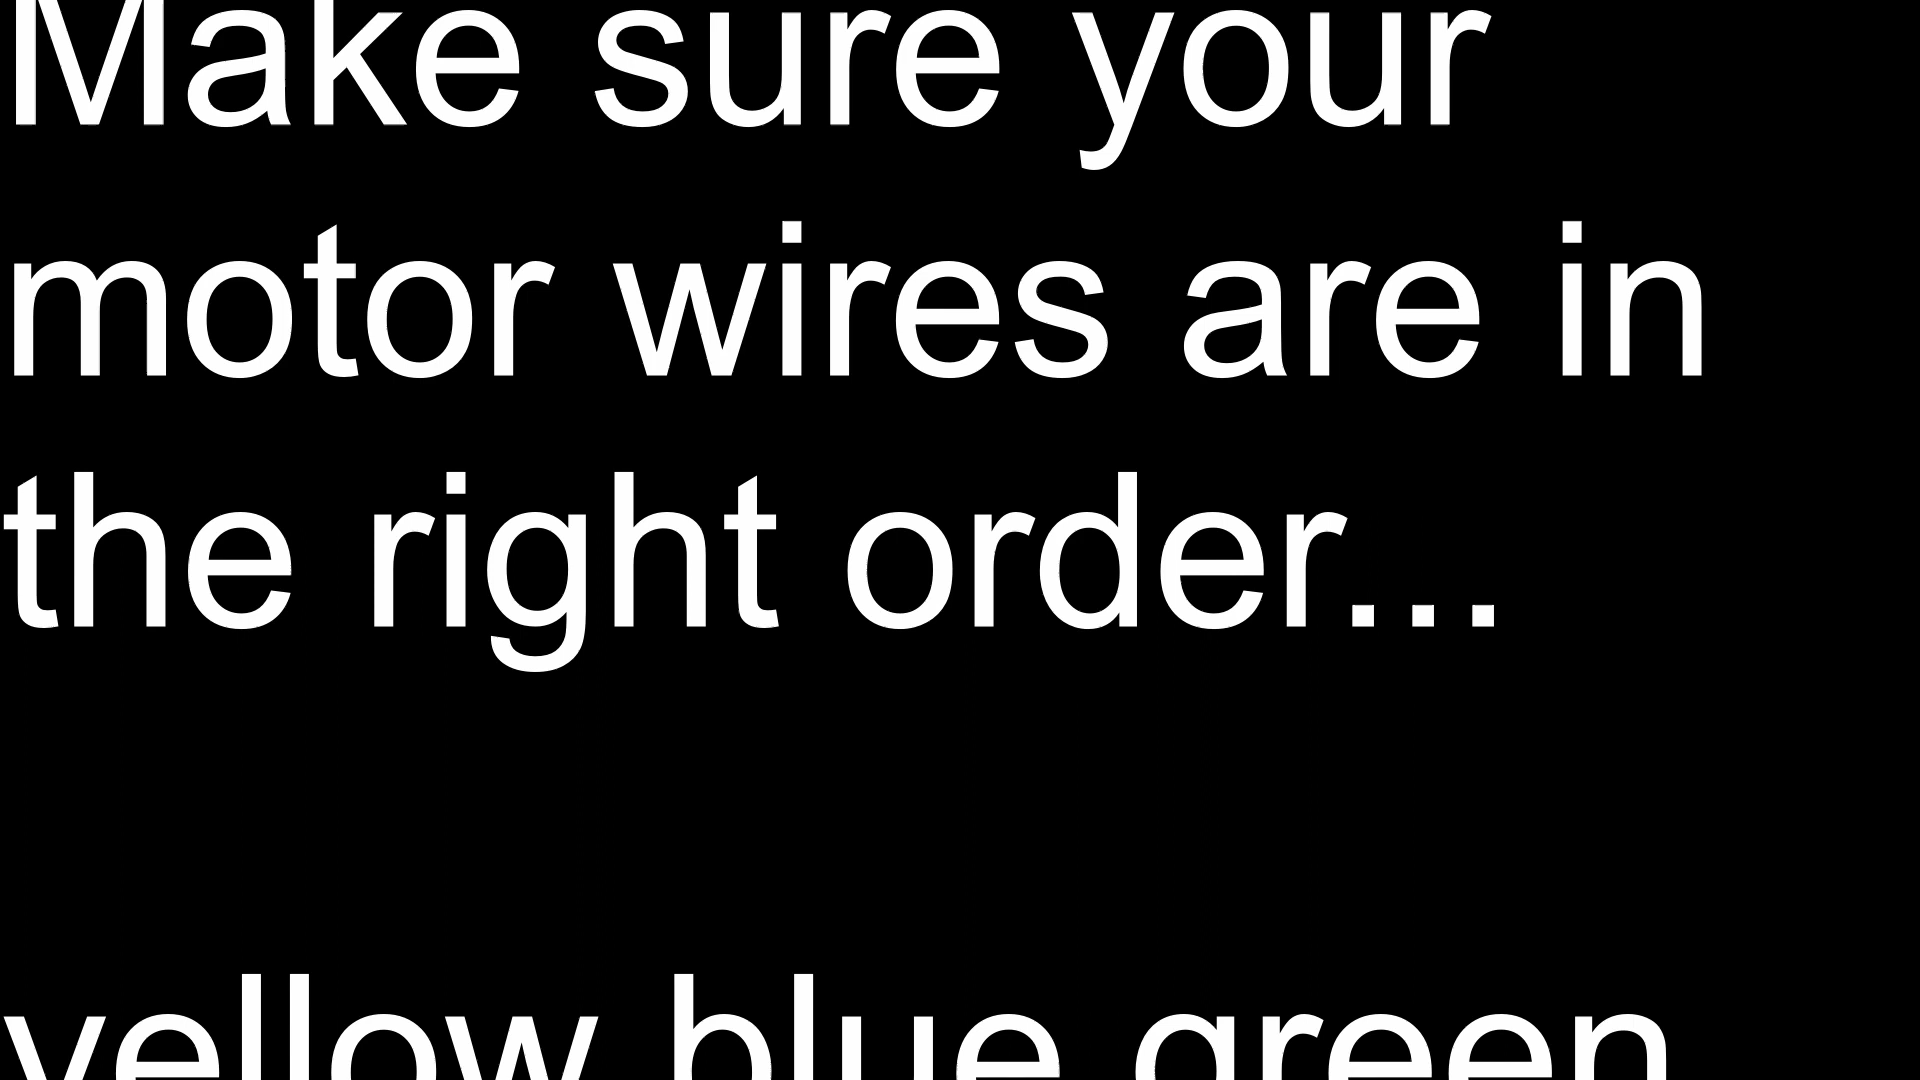 Make sure your
motor wires are in
the right order...
yellow blue green